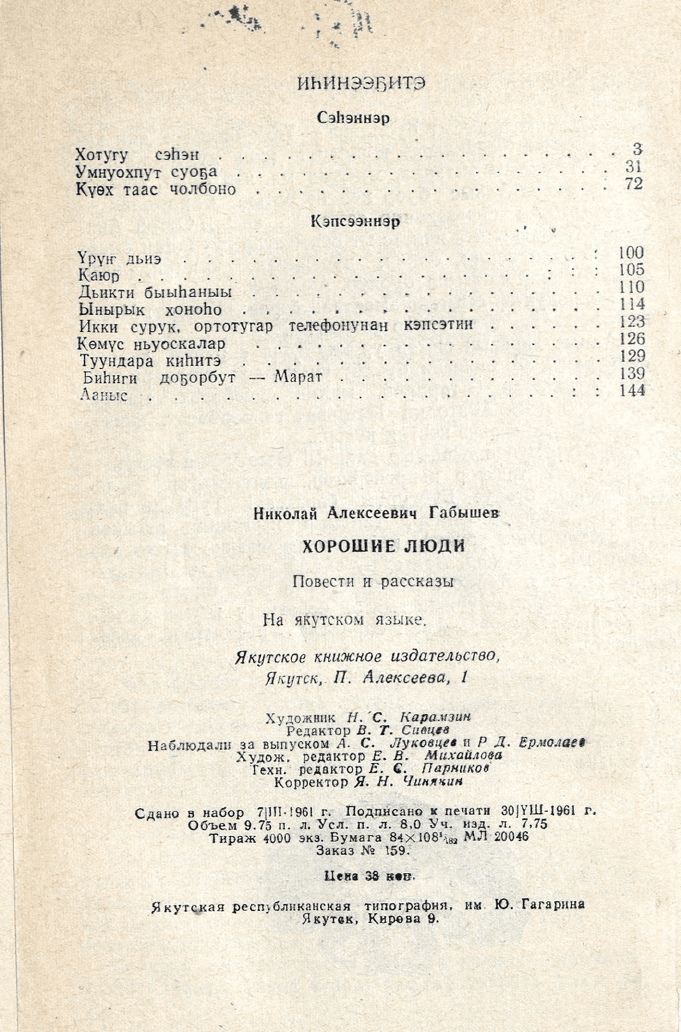 ИҺИНЭЭҔИТЭ
Сэһэннэр
Хотугу сэһэн . . . . . . . . . . . . . . . . 3
Умнуохпут суоҕа . . . . . . . . . . . . . . . 31
Күөх таас чолбоно . . . . . . . . . . . . . . 72
Кэпсээннэр
Үрүҥ дьиэ . . . . . . . . . . . . . . . . 100
Каюр . . . . . . . . . . . . . . . . . . 105
Дьикти быыһаныы . . . . . . . . . . . . . 110
Ынырык хоноһо . . . . . . . . . . . . . . 114
Икки сурук, ортотугар телефонунан кэпсэтии . . . . . 123
Көмүс ньуоскалар . . . . . . . . . . . . . 126
Туундара киһитэ . . . . . . . . . . . . . . 129
Биһиги доҕорбут — Марат . . . . . . . . . . 139
Ааныс . . . . . . . . . . . . . . . . . . 144
Николай Алексеевич Габышев
ХОРОШИЕ ЛЮДИ
Повести и рассказы
На якутском языке.
Якутское книжное издательство,
Якутск, П. Алексеева, 1
Художник Н. С. Карамзин
Редактор В. Т. Сивцев
Наблюдали за выпуском А. С. Луковцев и Р Д. Ермолаев
Худож. редактор Е. В. Михайлова
Техн. редактор Е. С. Парников
Корректор Я. Н. Чинякин
Сдано в набор 7|III-1961 г. Подписано к печати 30|VIII-1961 г.
Объем 9.75 п. л. Усл. п. л. 8,0 Уч. изд. л. 7,75
Тираж 4000 экз. Бумага 84×108¹/₃₂ МЛ 20046
Заказ № 159.
Цена 38 коп.
Якутская республиканская типография, им. Ю. Гагарина
Якутск, Кирова 9.